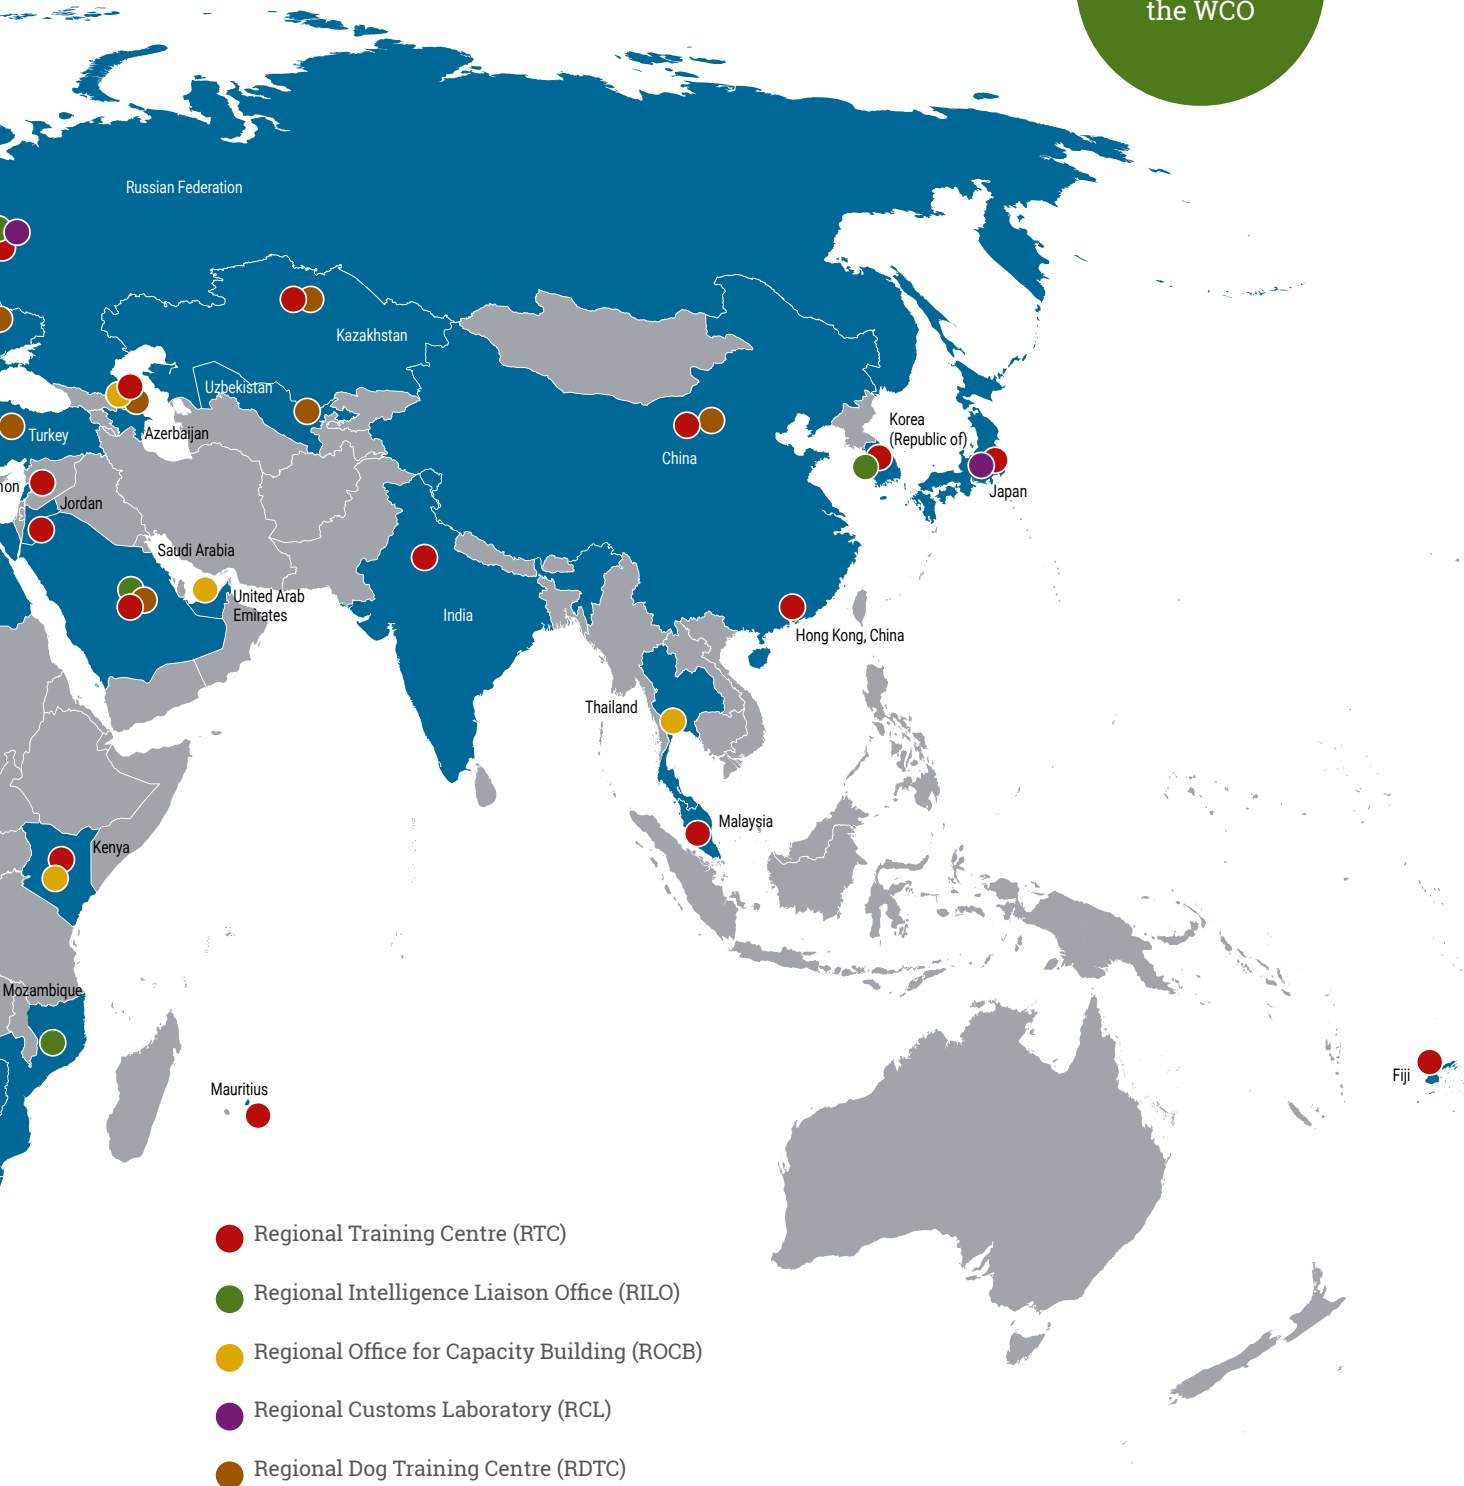 the WCO
Russian Federation
Kazakhstan
Uzbekistan
Korea
(Republic of)
Turkey
Azerbaijan
China
non
Japan
Jordan
Saudi Arabia
United Arab
Emirates
India
Hong Kong, China
Thailand
Malaysia
Kenya
Mozambique
Fiji
Mauritius
Regional Training Centre (RTC)
Regional Intelligence Liaison Office (RILO)
Regional Office for Capacity Building (ROCB)
Regional Customs Laboratory (RCL)
Regional Dog Training Centre (RDTC)